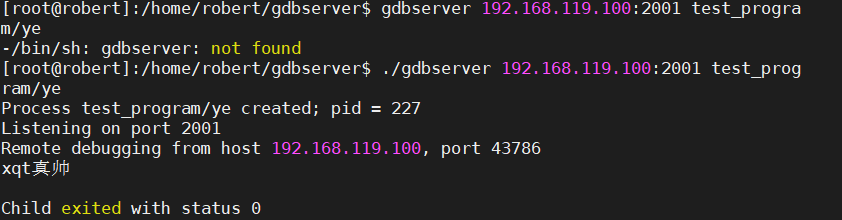 [root@robert]:/home/robert/gdbserver$ gdbserver 192.168.119.100:2001 test_progra
m/ye
-/bin/sh: gdbserver: not found
[root@robert]:/home/robert/gdbserver$ ./gdbserver 192.168.119.100:2001 test_prog
ram/ye
Process test_program/ye created; pid = 227
Listening on port 2001
Remote debugging from host 192.168.119.100, port 43786
xqt真帅
Child exited with status 0